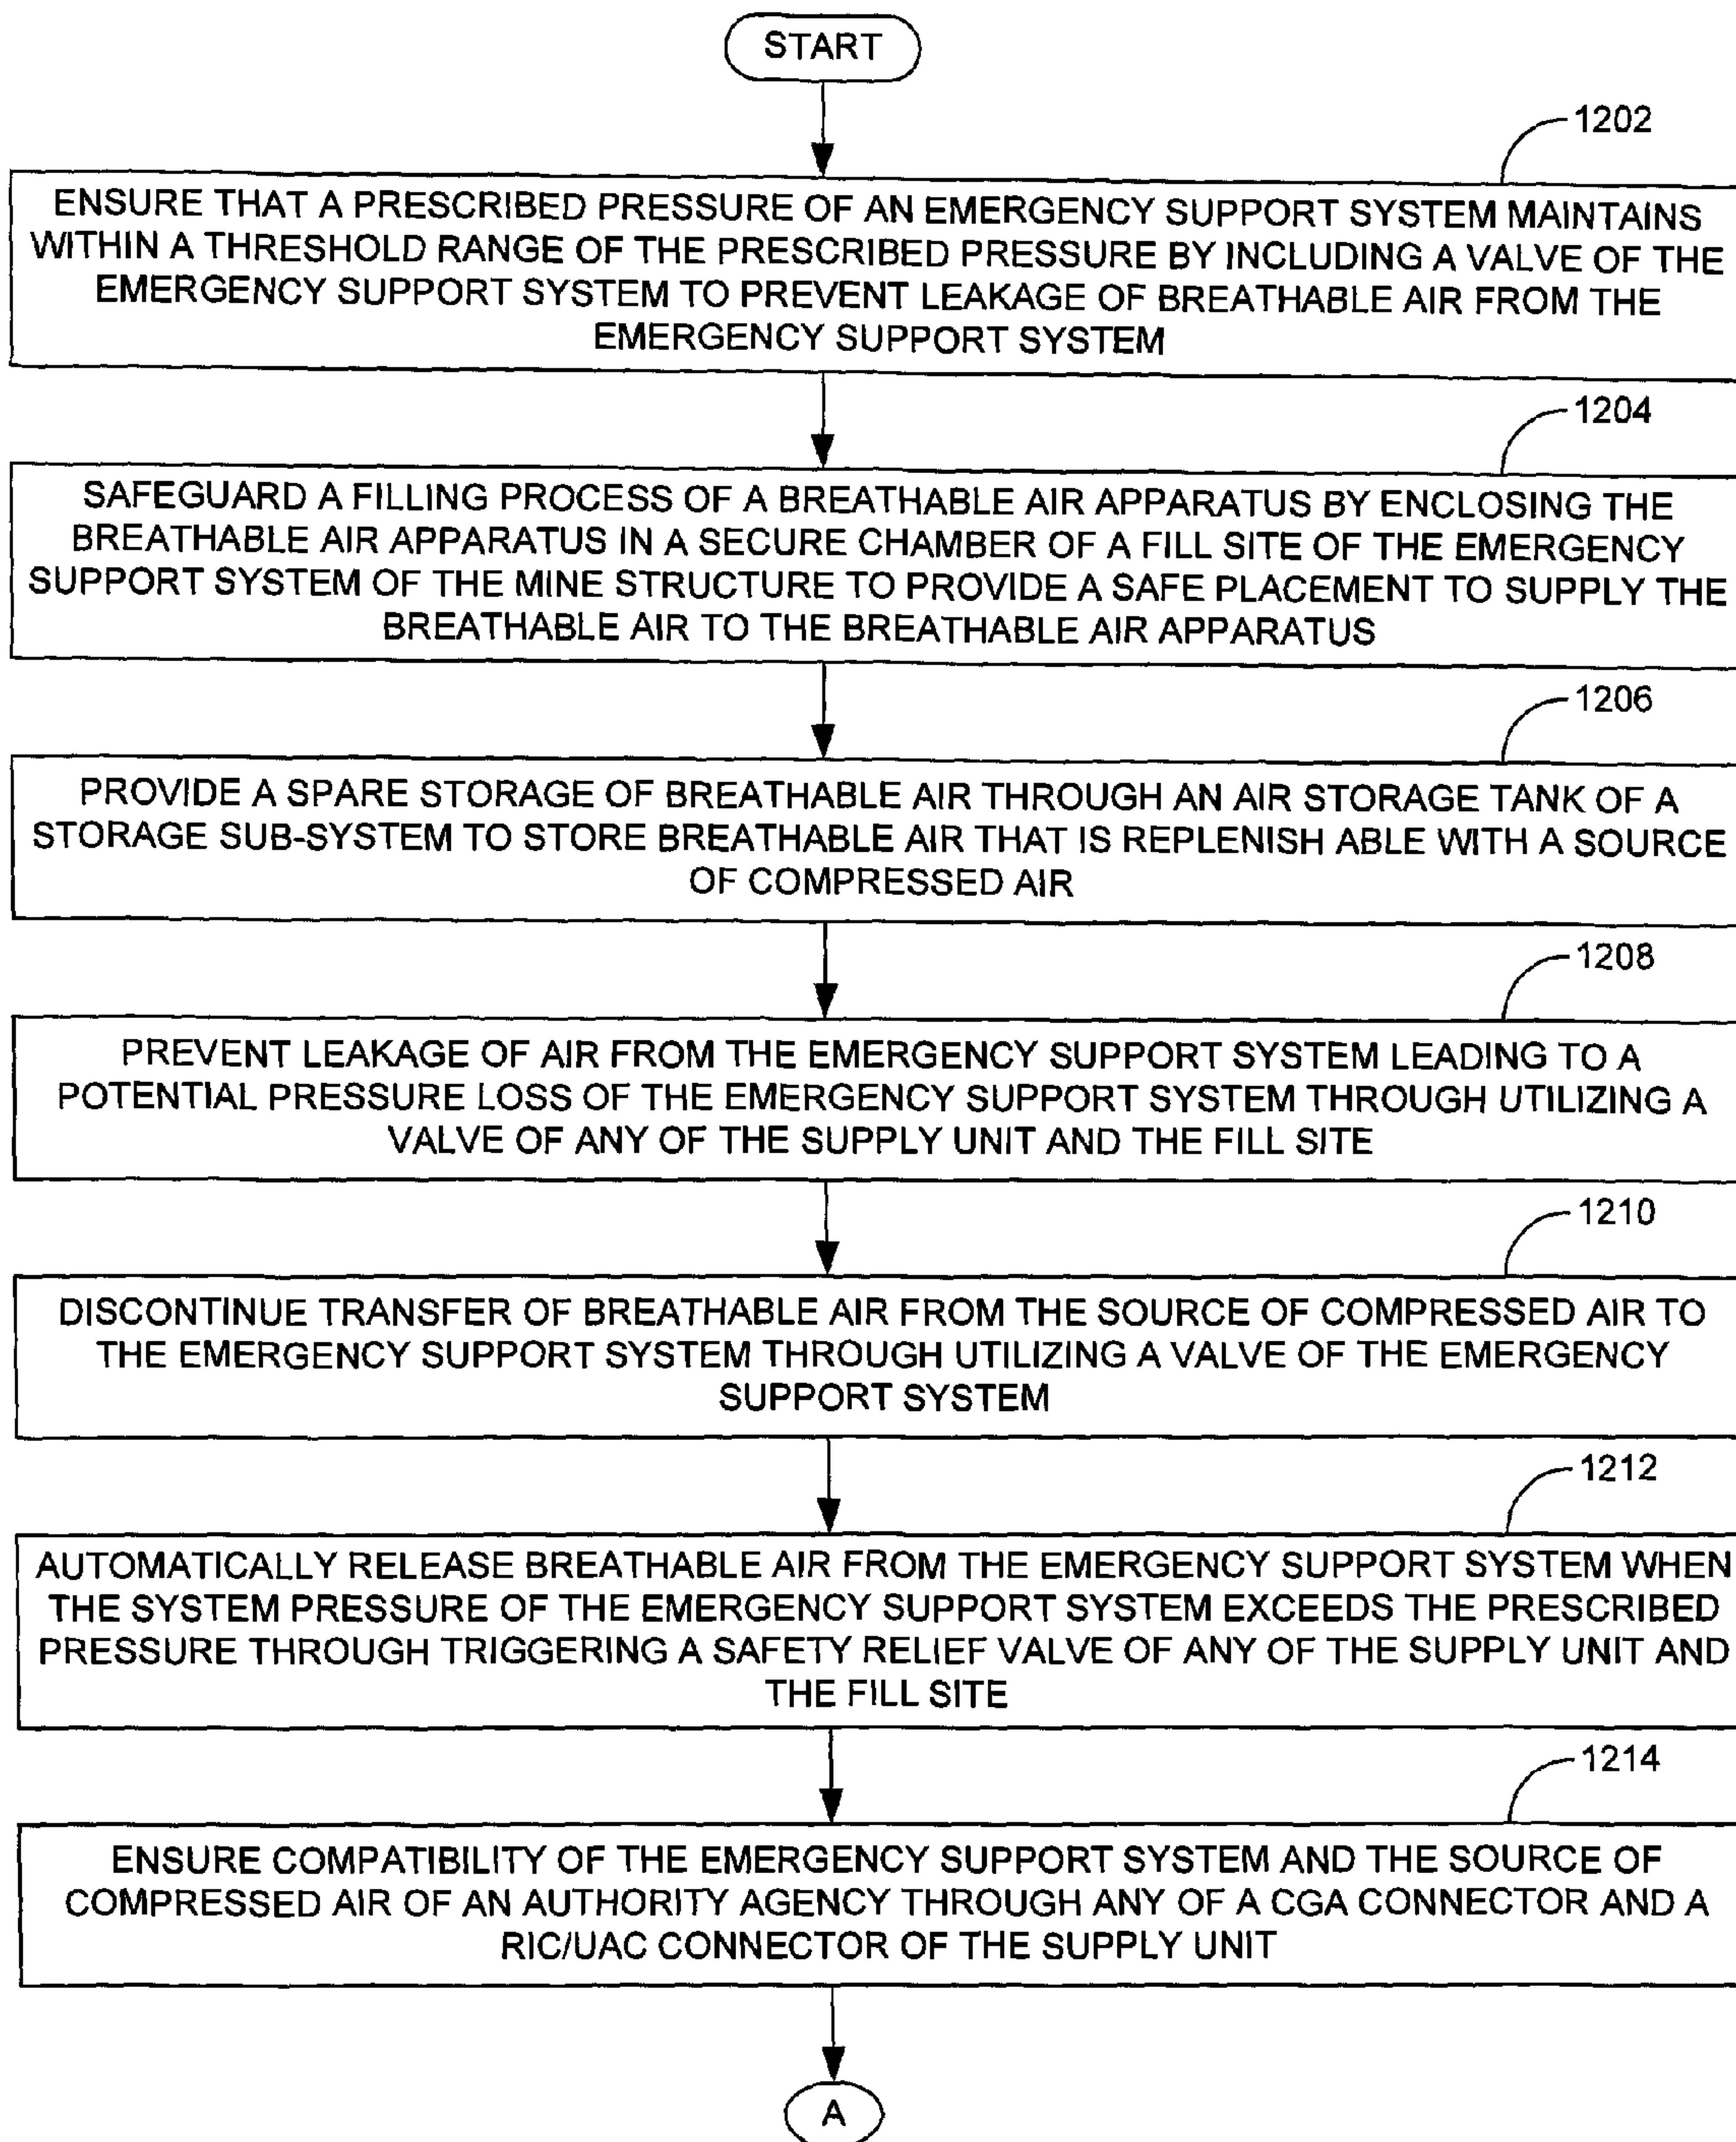 START
1202
ENSURE THAT A PRESCRIBED PRESSURE OF AN EMERGENCY SUPPORT SYSTEM MAINTAINS
WITHIN A THRESHOLD RANGE OF THE PRESCRIBED PRESSURE BY INCLUDING A VALVE OF THE
EMERGENCY SUPPORT SYSTEM TO PREVENT LEAKAGE OF BREATHABLE AIR FROM THE
EMERGENCY SUPPORT SYSTEM
1204
SAFEGUARD A FILLING PROCESS OF A BREATHABLE AIR APPARATUS BY ENCLOSING THE
BREATHABLE AIR APPARATUS IN A SECURE CHAMBER OF A FILL SITE OF THE EMERGENCY
SUPPORT SYSTEM OF THE MINE STRUCTURE TO PROVIDE A SAFE PLACEMENT TO SUPPLY THE
BREATHABLE AIR TO THE BREATHABLE AIR APPARATUS
1206
PROVIDE A SPARE STORAGE OF BREATHABLE AIR THROUGH AN AIR STORAGE TANK OF A
STORAGE SUB-SYSTEM TO STORE BREATHABLE AIR THAT IS REPLENISH ABLE WITH A SOURCE
OF COMPRESSED AIR
1208
PREVENT LEAKAGE OF AIR FROM THE EMERGENCY SUPPORT SYSTEM LEADING TO A
POTENTIAL PRESSURE LOSS OF THE EMERGENCY SUPPORT SYSTEM THROUGH UTILIZING A
VALVE OF ANY OF THE SUPPLY UNIT AND THE FILL SITE
1210
DISCONTINUE TRANSFER OF BREATHABLE AIR FROM THE SOURCE OF COMPRESSED AIR TO
THE EMERGENCY SUPPORT SYSTEM THROUGH UTILIZING A VALVE OF THE EMERGENCY
SUPPORT SYSTEM
1212
AUTOMATICALLY RELEASE BREATHABLE AIR FROM THE EMERGENCY SUPPORT SYSTEM WHEN
THE SYSTEM PRESSURE OF THE EMERGENCY SUPPORT SYSTEM EXCEEDS THE PRESCRIBED
PRESSURE THROUGH TRIGGERING A SAFETY RELIEF VALVE OF ANY OF THE SUPPLY UNIT AND
THE FILL SITE
1214
ENSURE COMPATIBILITY OF THE EMERGENCY SUPPORT SYSTEM AND THE SOURCE OF
COMPRESSED AIR OF AN AUTHORITY AGENCY THROUGH ANY OF A CGA CONNECTOR AND A
RIC/UAC CONNECTOR OF THE SUPPLY UNIT
A